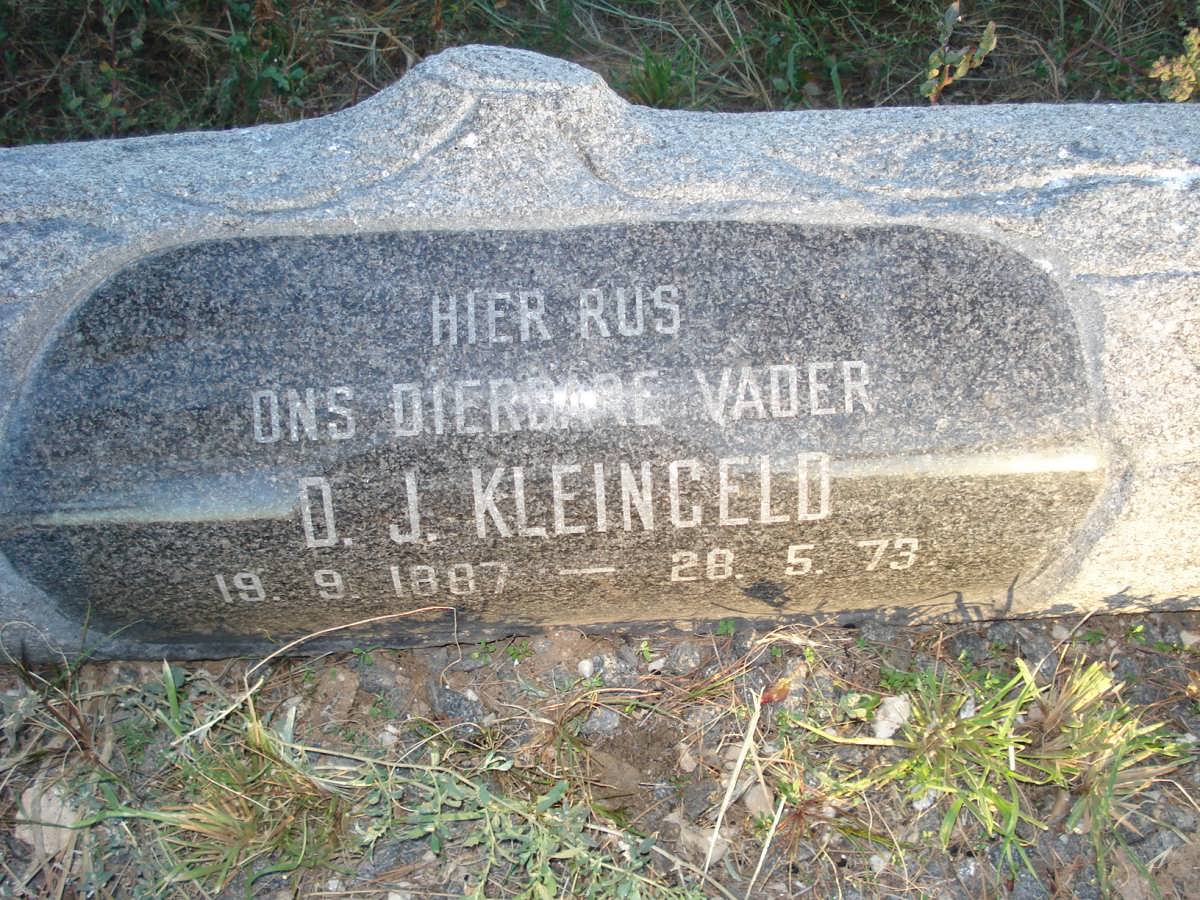 HIER RUS
ONS DIERBARE VADER
D. J. KLEINGELD
19. 9. 1887 — 28. 5. 73.